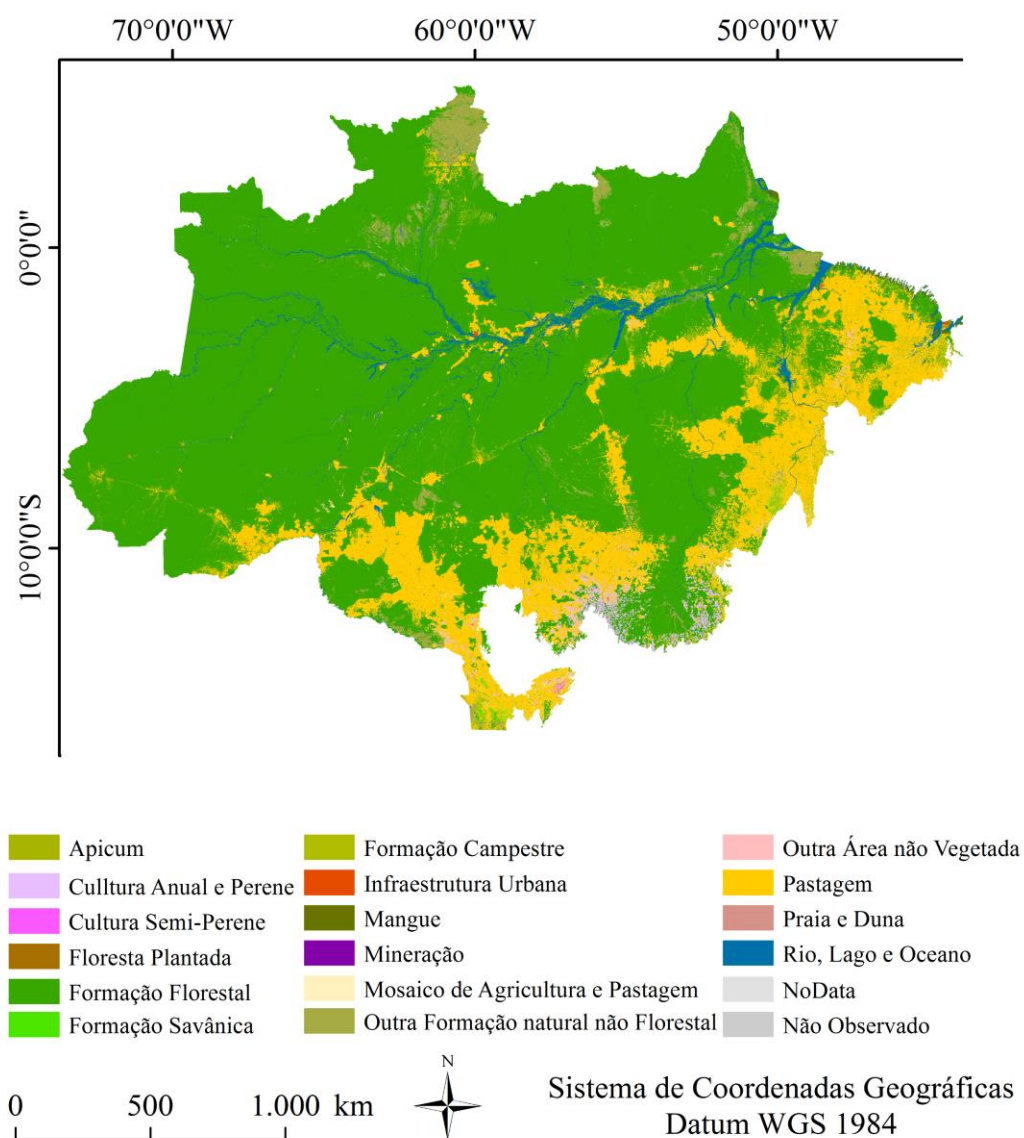 70°0'0"W 60°0'0"W 50°0'0"W
0°0'0"
10°0'0"S
Apicum
Culltura Anual e Perene
Cultura Semi-Perene
Floresta Plantada
Formação Florestal
Formação Savânica
Formação Campestre
Infraestrutura Urbana
Mangue
Mineração
Mosaico de Agricultura e Pastagem
Outra Formação natural não Florestal
Outra Área não Vegetada
Pastagem
Praia e Duna
Rio, Lago e Oceano
NoData
Não Observado
0 500 1.000 km
N
Sistema de Coordenadas Geográficas
Datum WGS 1984